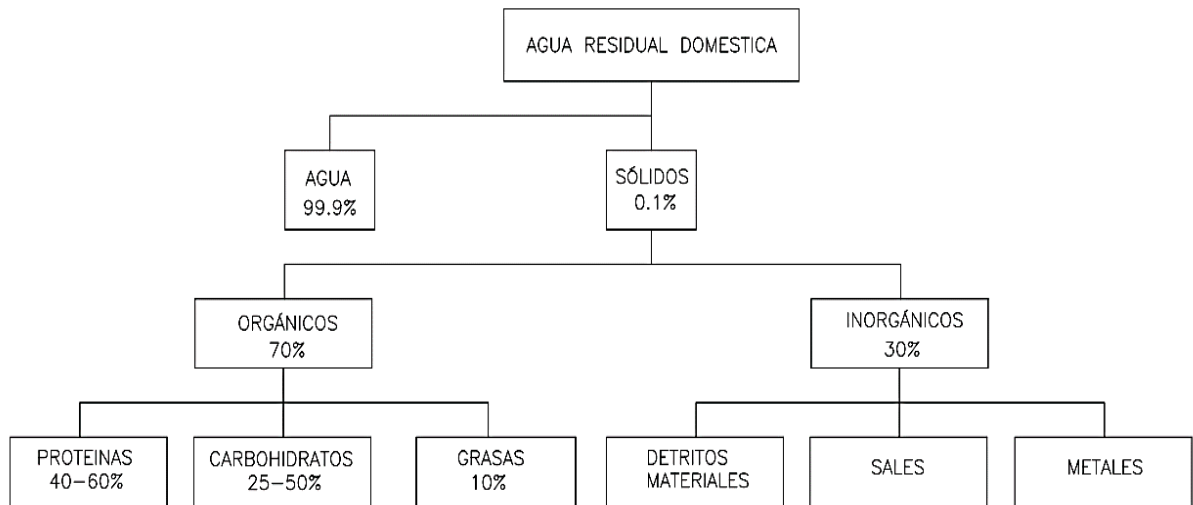 AGUA RESIDUAL DOMESTICA
AGUA
99.9%
SÓLIDOS
0.1%
ORGÁNICOS
70%
INORGÁNICOS
30%
PROTEINAS
40-60%
CARBOHIDRATOS
25-50%
GRASAS
10%
DETRITOS
MATERIALES
SALES
METALES